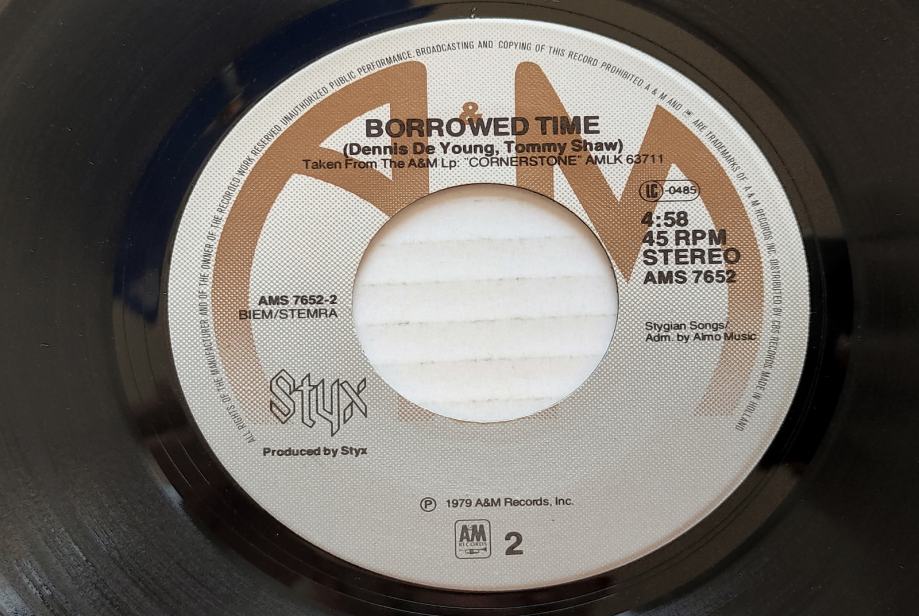 ALL RIGHTS OF THE MANUFACTURER AND OF THE OWNER OF THE RECORDED WORK RESERVED. UNAUTHORIZED PUBLIC PERFORMANCE, BROADCASTING AND COPYING OF THIS RECORD PROHIBITED A & M AND ARE TRADEMARKS OF A & M RECORDS INC. DISTRIBUTED BY CBS RECORDS. MADE IN HOLLAND
A&M
BORROWED TIME
(Dennis De Young, Tommy Shaw)
Taken From The A&M Lp: "CORNERSTONE" AMLK 63711
LC-0485
4:58
45 RPM
STEREO
AMS 7652
AMS 7652-2
BIEM/STEMRA
Stygian Songs/
Adm. by Almo Music
Styx
Produced by Styx
℗ 1979 A&M Records, Inc.
AM
RECORDS
2